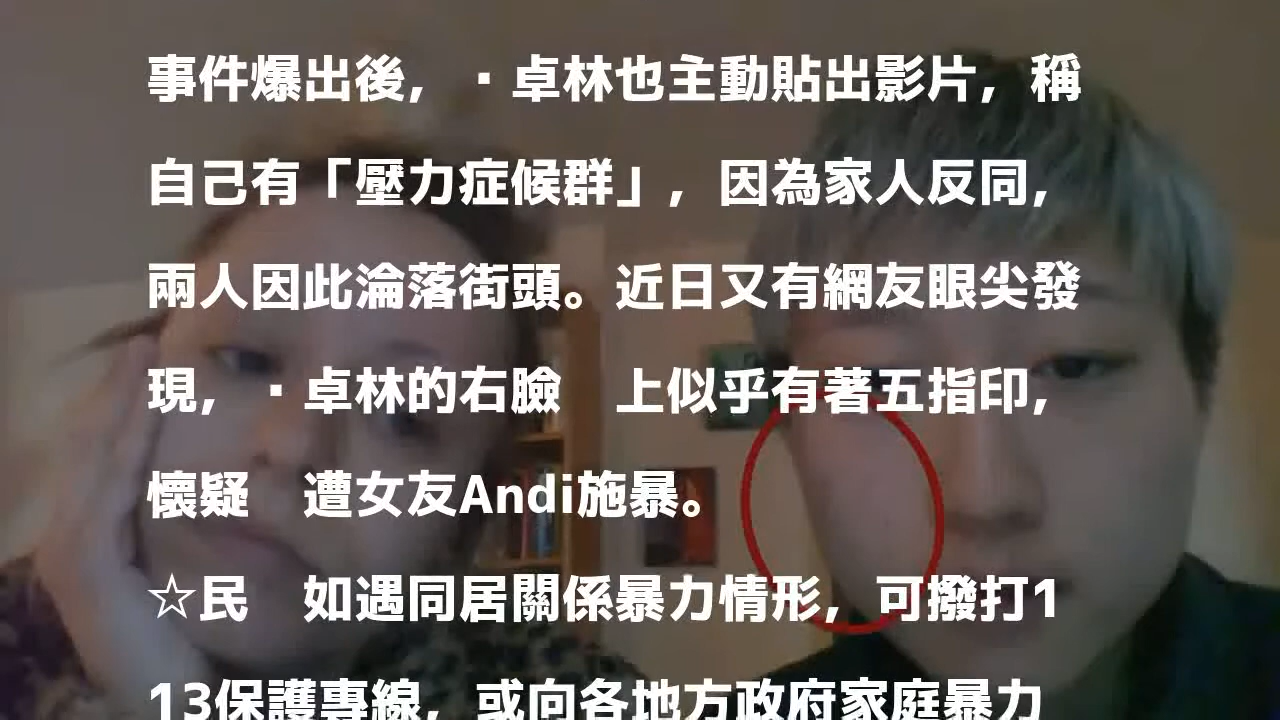 事件爆出後，·卓林也主動貼出影片，稱
自己有「壓力症候群」，因為家人反同，
兩人因此淪落街頭。近日又有網友眼尖發
現，·卓林的右臉　上似乎有著五指印，
懷疑　遭女友Andi施暴。
☆民　如遇同居關係暴力情形，可撥打1
13保護專線，或向各地方政府家庭暴力